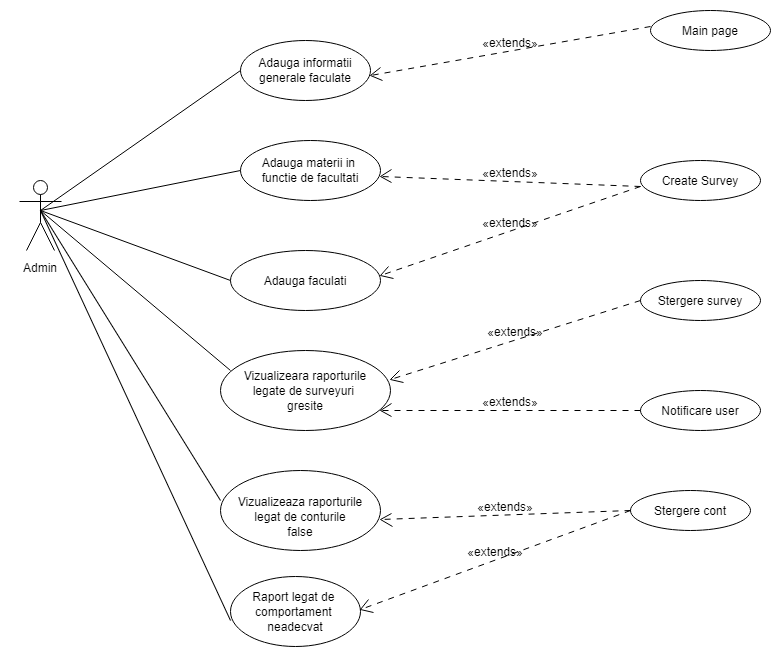 Main page
«extends»
Adauga informatii
generale faculate
«extends»
Adauga materii in
functie de facultati
Create Survey
«extends»
Admin
Adauga faculati
Stergere survey
«extends»
Vizualizeara raporturile
legate de surveyuri
gresite
«extends»
Notificare user
Vizualizeaza raporturile
legat de conturile
false
«extends»
Stergere cont
«extends»
Raport legat de
comportament
neadecvat